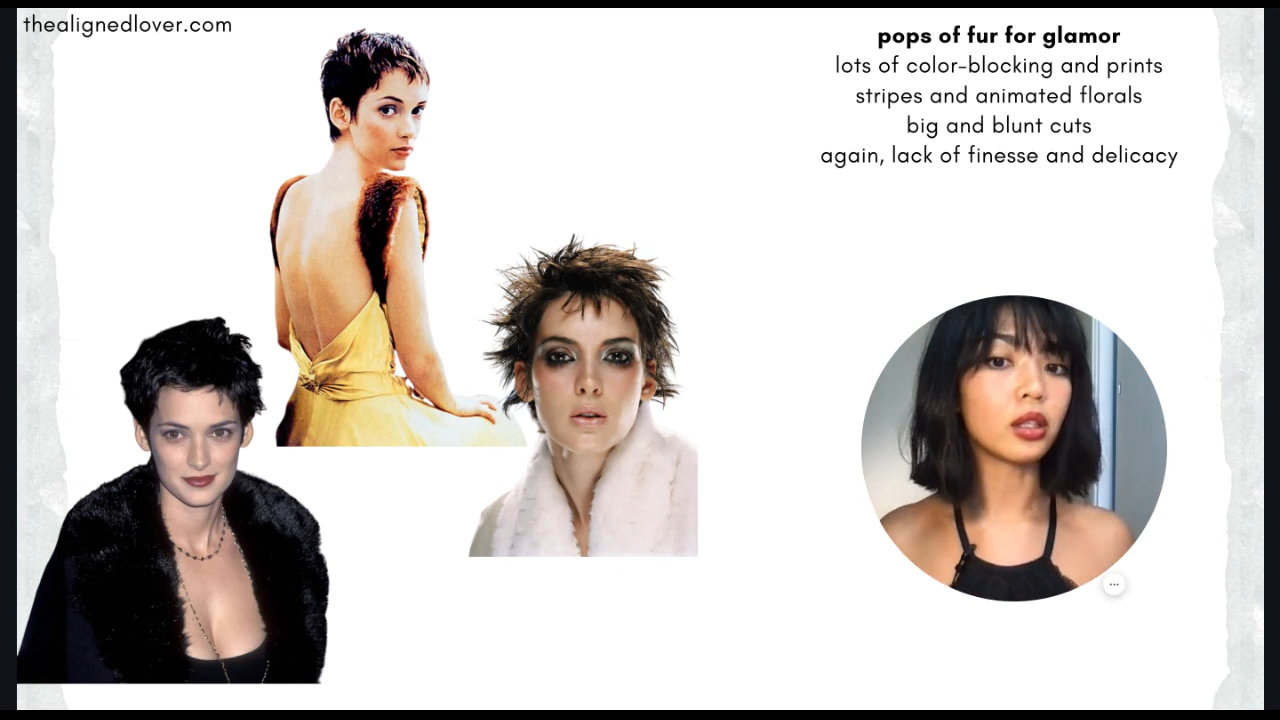 thealignedlover.com
pops of fur for glamor
lots of color-blocking and prints
stripes and animated florals
big and blunt cuts
again, lack of finesse and delicacy